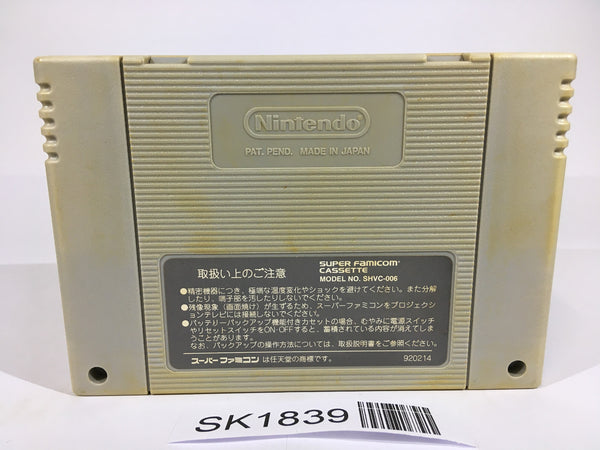 Nintendo
PAT. PEND. MADE IN JAPAN
取扱い上のご注意
SUPER FAMICOM
CASSETTE
MODEL NO. SHVC-006
●精密機器につき、極端な温度変化やショックを避けてください。また分解
したり、端子部を汚したりしないでください。
●残像現象(画面焼け)が生ずるため、スーパーファミコンをプロジェクシ
ョンテレビには接続しないでください。
●バッテリーバックアップ機能付きカセットの場合、むやみに電源スイッチ
やリセットスイッチをON・OFFすると、蓄積されている内容が消えてしま
うことがあります。
なお、バックアップの操作方法については、取扱説明書をご参照ください。
スーパーファミコン は任天堂の商標です。
920214
SK1839